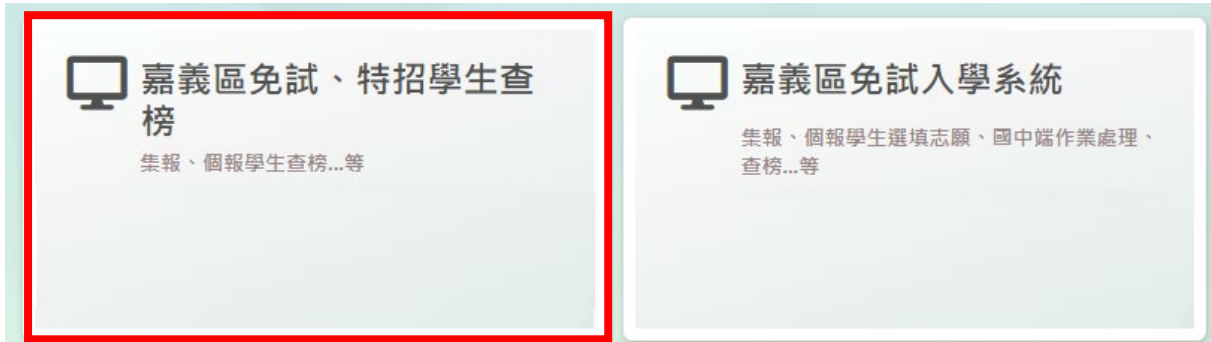 嘉義區免試、特招學生查
榜
集報、個報學生查榜...等
嘉義區免試入學系統
集報、個報學生選填志願、國中端作業處理、
查榜...等